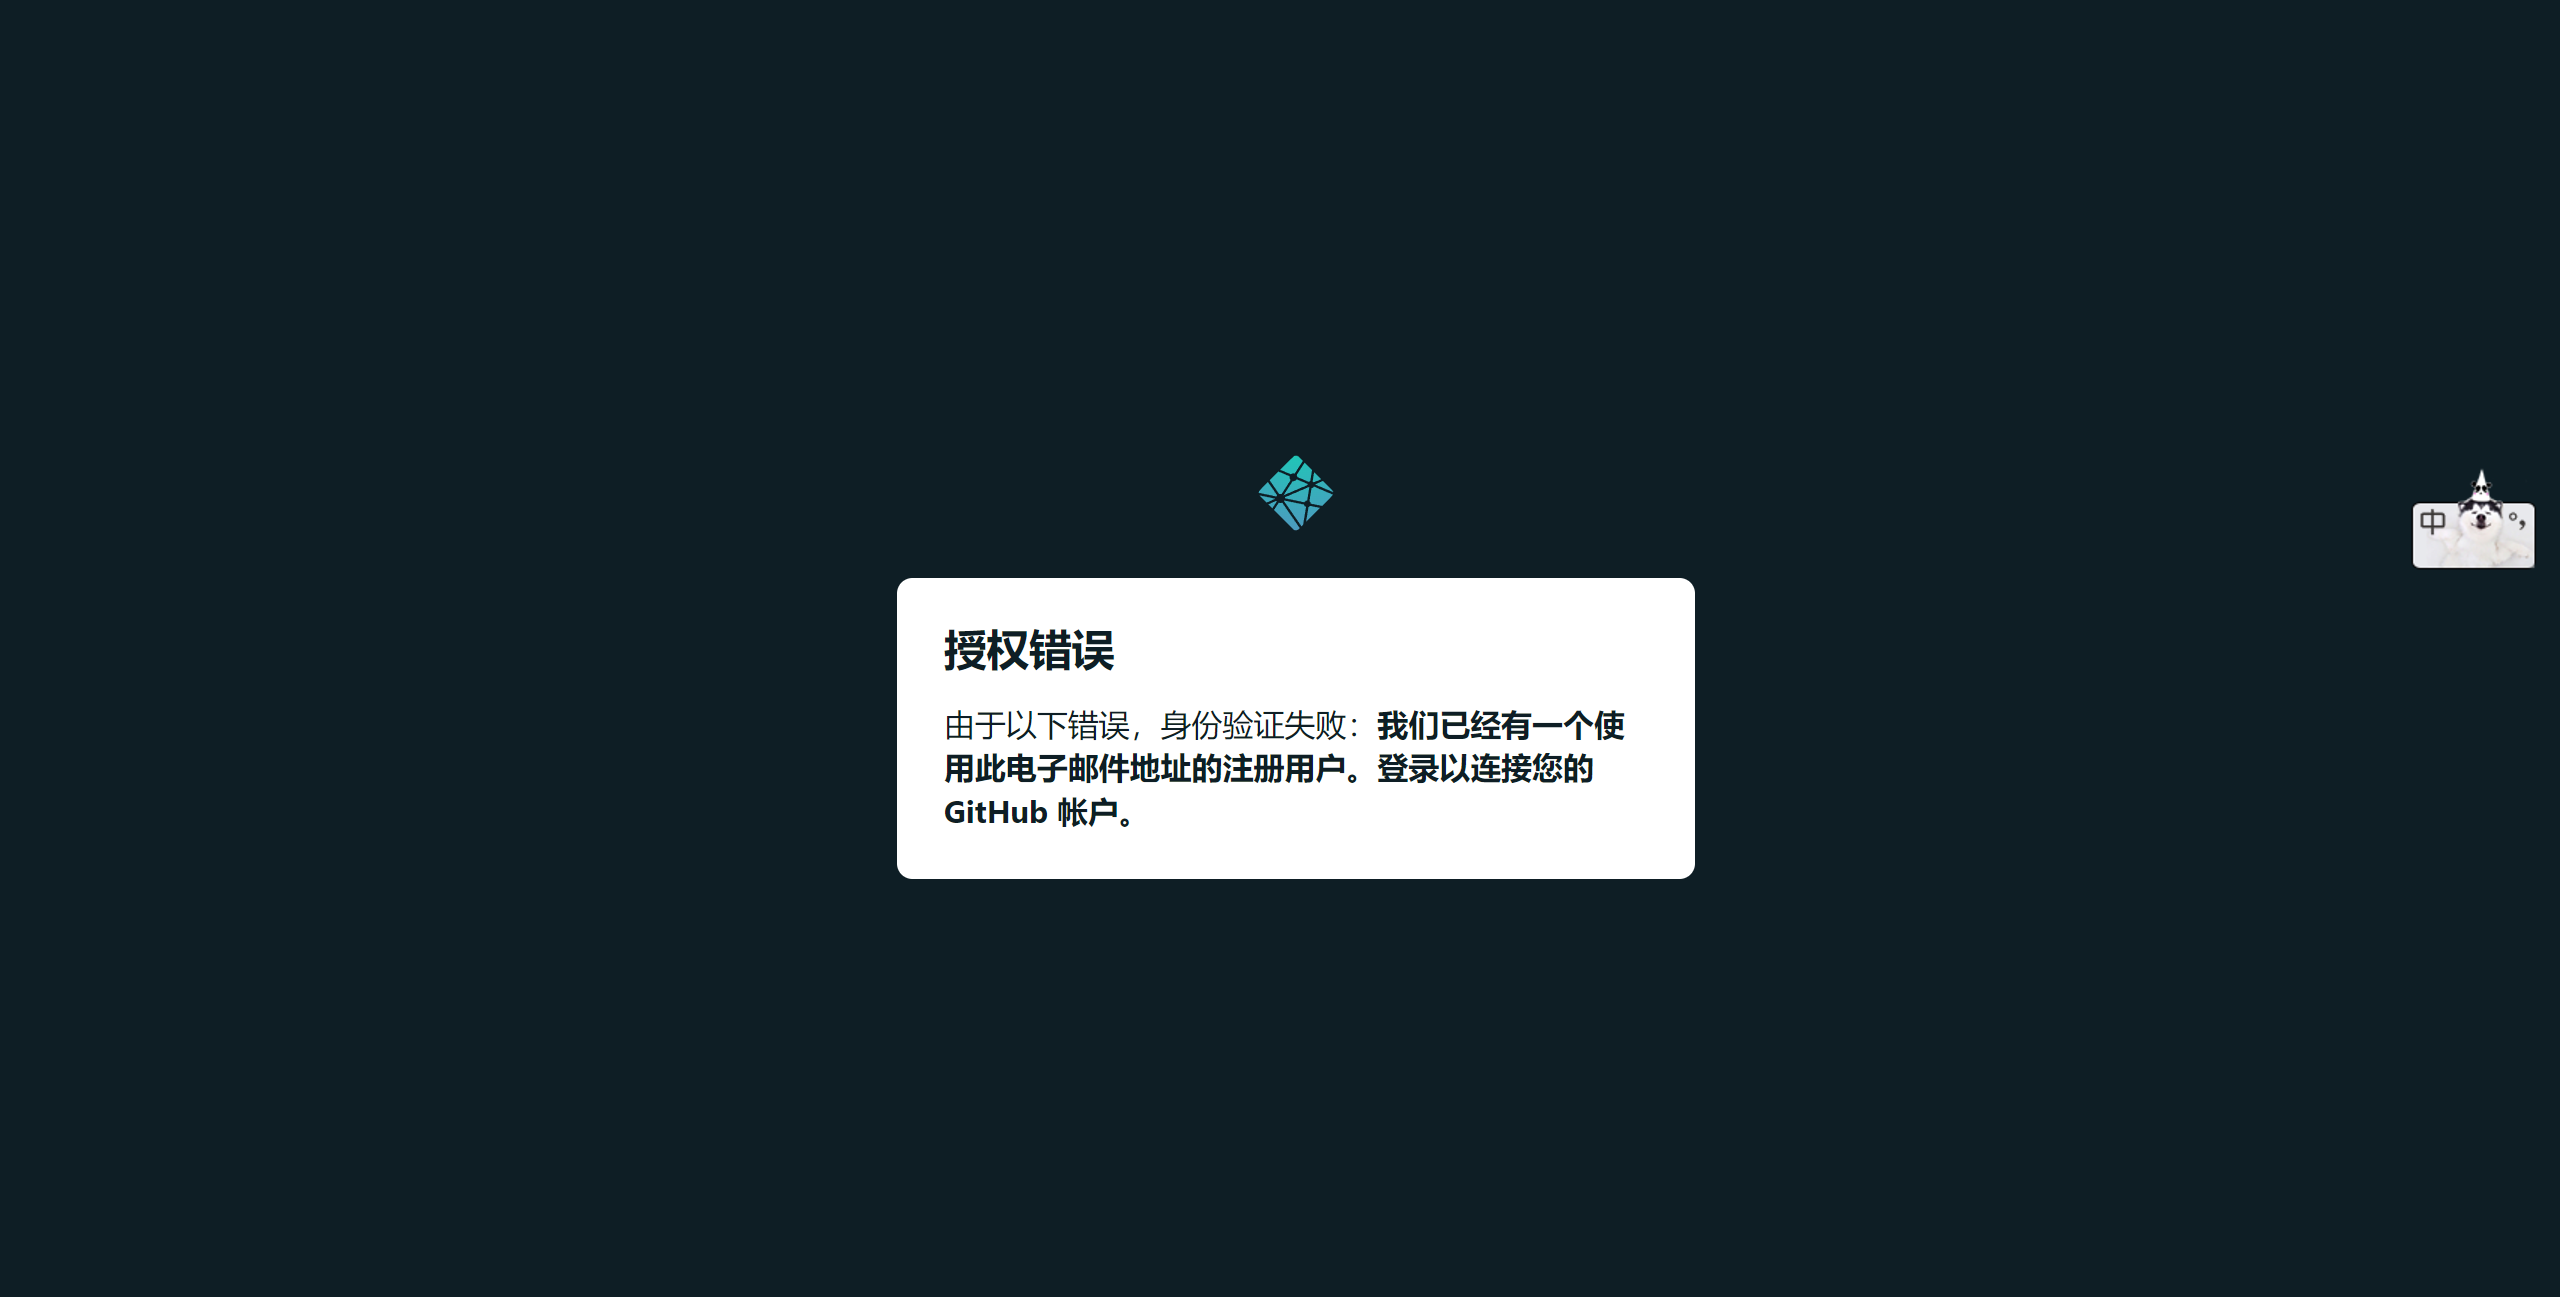 授权错误
由于以下错误，身份验证失败：我们已经有一个使
用此电子邮件地址的注册用户。登录以连接您的
GitHub 帐户。
中 °,